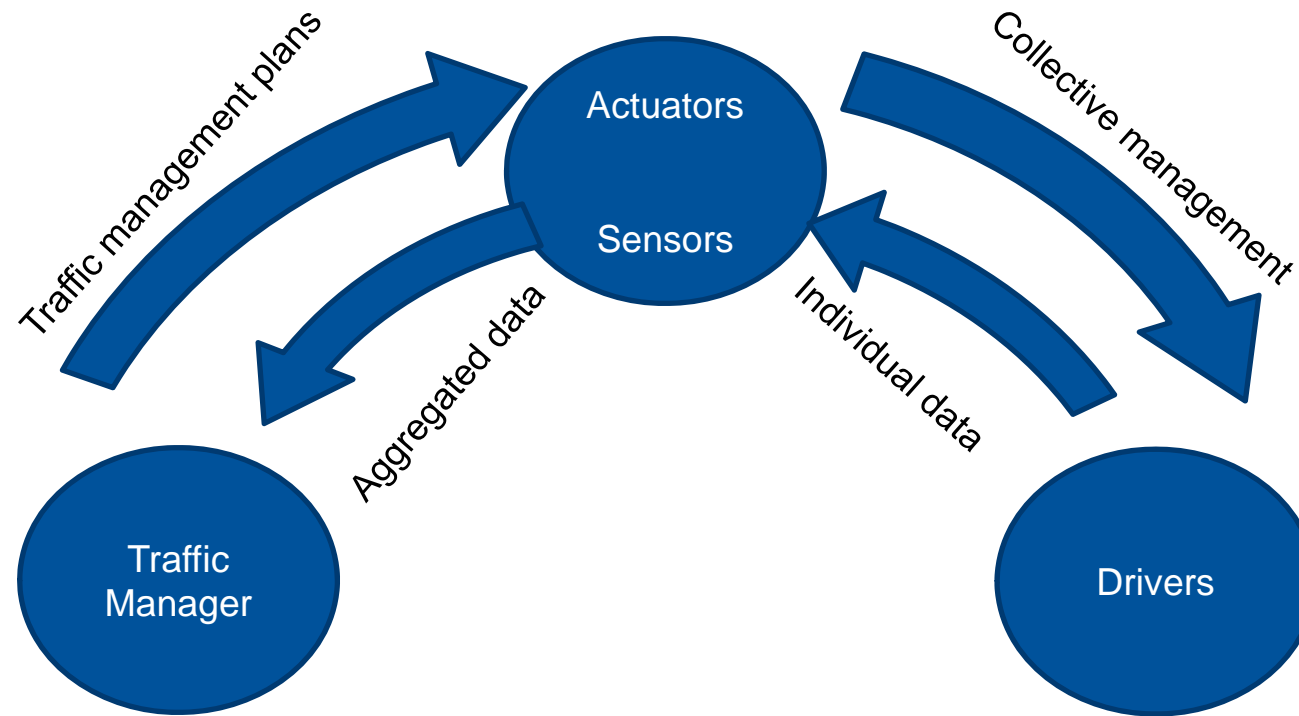 Traffic management plans
Actuators
Sensors
Collective management
Aggregated data
Individual data
Traffic
Manager
Drivers